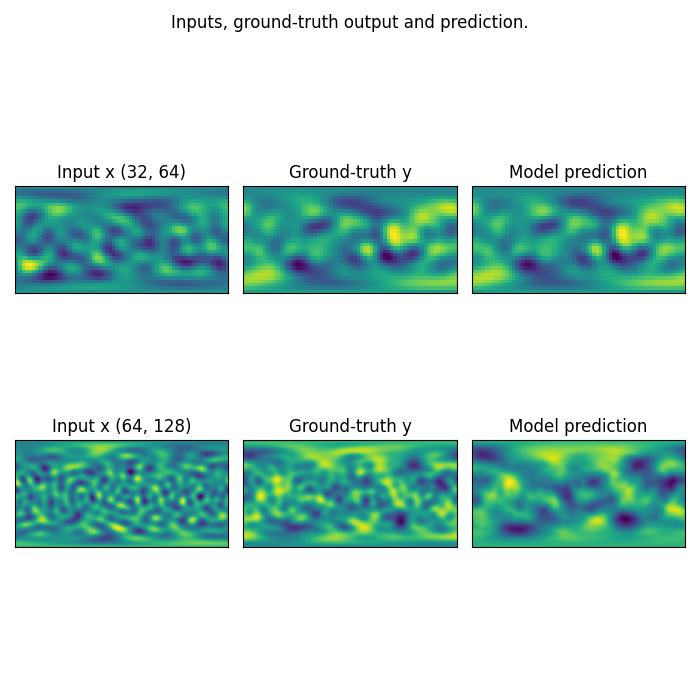 Inputs, ground-truth output and prediction.
Input x (32, 64)
Ground-truth y
Model prediction
Input x (64, 128)
Ground-truth y
Model prediction